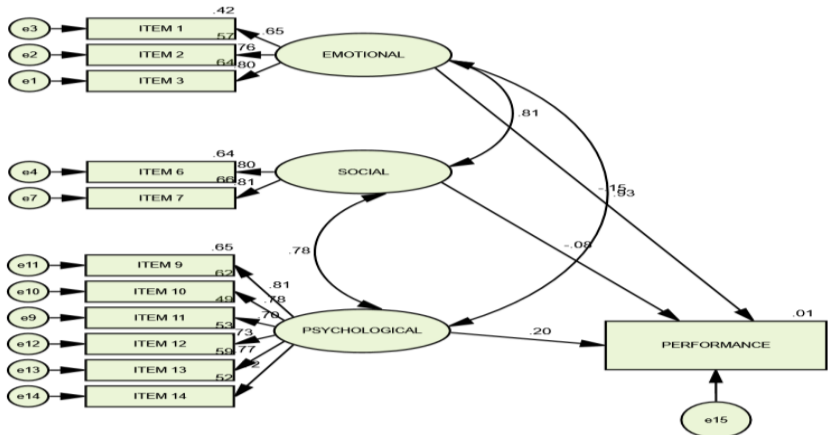 e3
ITEM 1
.42
.65
e2
ITEM 2
57
76
e1
ITEM 3
64
80
EMOTIONAL
.81
e4
ITEM 6
.64
80
e7
ITEM 7
66
81
SOCIAL
-.15
.93
-.08
.78
e11
ITEM 9
.65
.81
e10
ITEM 10
62
.78
e9
ITEM 11
49
.70
e12
ITEM 12
53
73
e13
ITEM 13
59
.77
e14
ITEM 14
52
2
PSYCHOLOGICAL
.20
.01
PERFORMANCE
e15